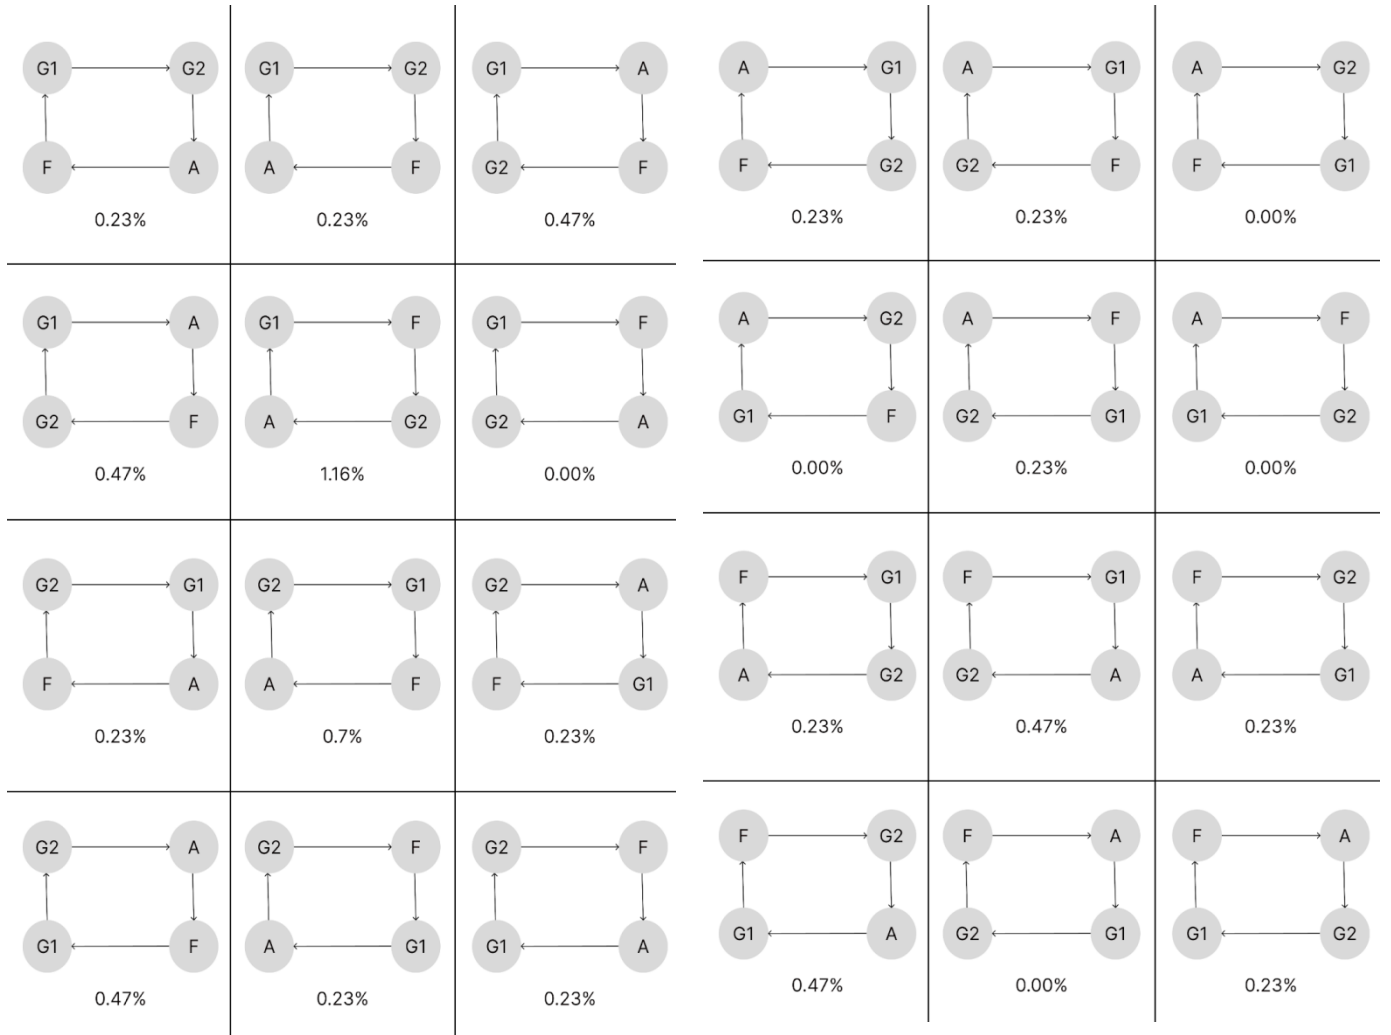 G1 G2 G1 G2 G1 A
F A A F G2 F
0.23% 0.23% 0.47%
G1 A G1 F G1 F
G2 F A G2 G2 A
0.47% 1.16% 0.00%
G2 G1 G2 G1 G2 A
F A A F F G1
0.23% 0.7% 0.23%
G2 A G2 F G2 F
G1 F A G1 G1 A
0.47% 0.23% 0.23%
A G1 A G1 A G2
F G2 G2 F F G1
0.23% 0.23% 0.00%
A G2 A F A F
G1 F G2 G1 G1 G2
0.00% 0.23% 0.00%
F G1 F G1 F G2
A G2 G2 A A G1
0.23% 0.47% 0.23%
F G2 F A F A
G1 A G2 G1 G1 G2
0.47% 0.00% 0.23%